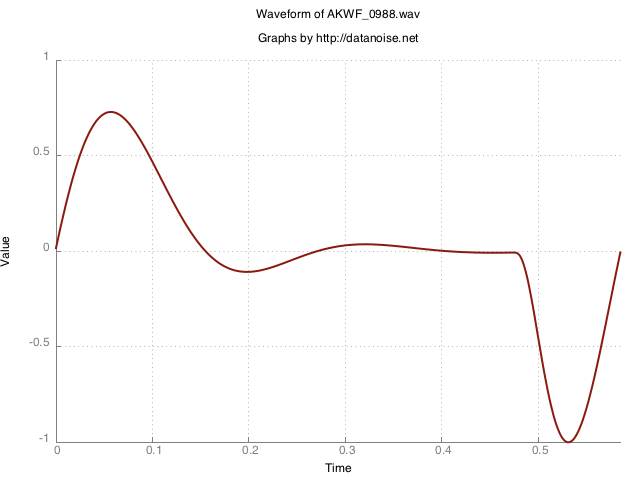 Waveform of AKWF_0988.wav
Graphs by http://datanoise.net
1
0.5
0
-0.5
-1
Value
0 0.1 0.2 0.3 0.4 0.5
Time